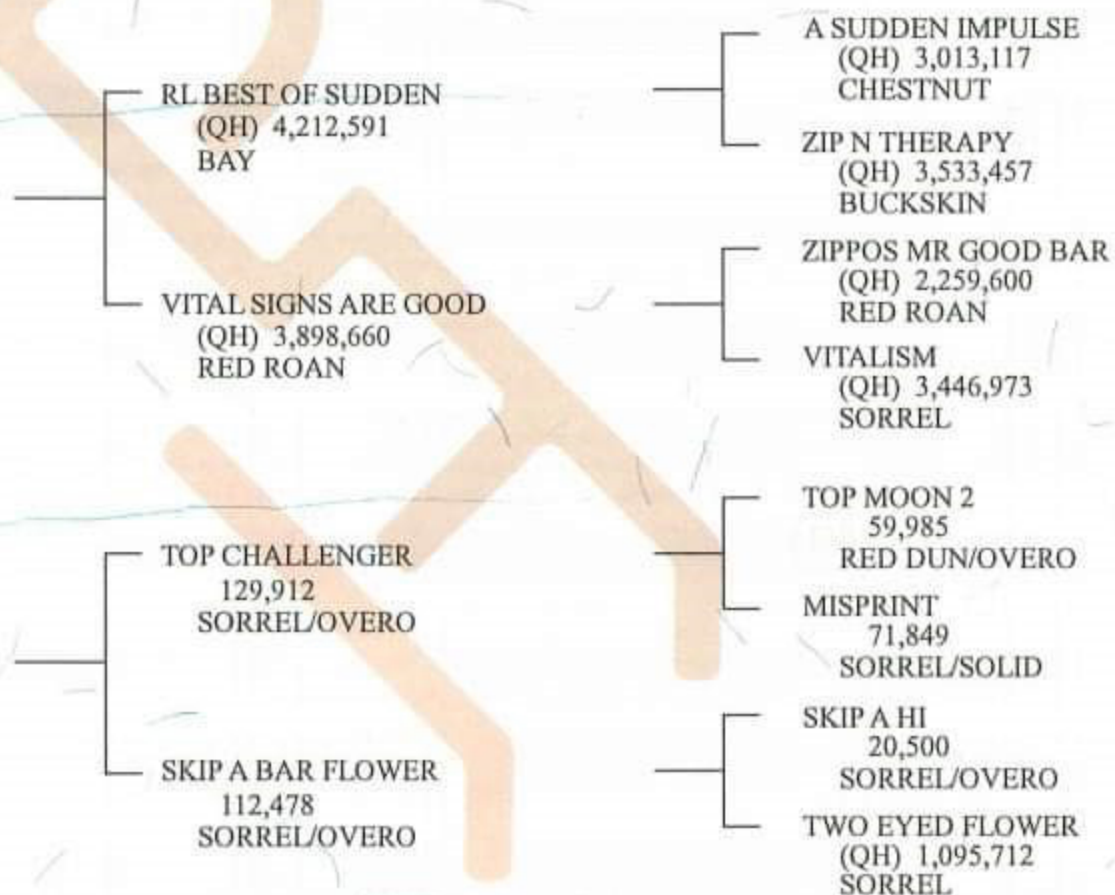 RL BEST OF SUDDEN
(QH) 4,212,591
BAY
VITAL SIGNS ARE GOOD
(QH) 3,898,660
RED ROAN
TOP CHALLENGER
129,912
SORREL/OVERO
SKIP A BAR FLOWER
112,478
SORREL/OVERO
A SUDDEN IMPULSE
(QH) 3,013,117
CHESTNUT
ZIP N THERAPY
(QH) 3,533,457
BUCKSKIN
ZIPPOS MR GOOD BAR
(QH) 2,259,600
RED ROAN
VITALISM
(QH) 3,446,973
SORREL
TOP MOON 2
59,985
RED DUN/OVERO
MISPRINT
71,849
SORREL/SOLID
SKIP A HI
20,500
SORREL/OVERO
TWO EYED FLOWER
(QH) 1,095,712
SORREL